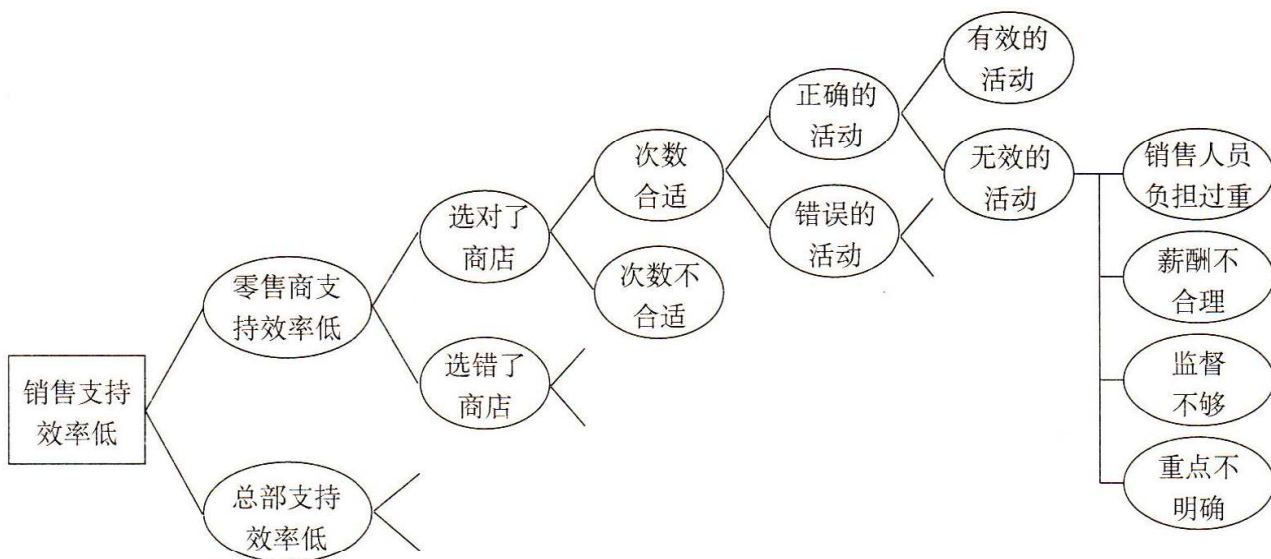 销售支持
效率低
零售商支
持效率低
总部支持
效率低
选对了
商店
选错了
商店
次数
合适
次数不
合适
正确的
活动
错误的
活动
有效的
活动
无效的
活动
销售人员
负担过重
薪酬不
合理
监督
不够
重点不
明确